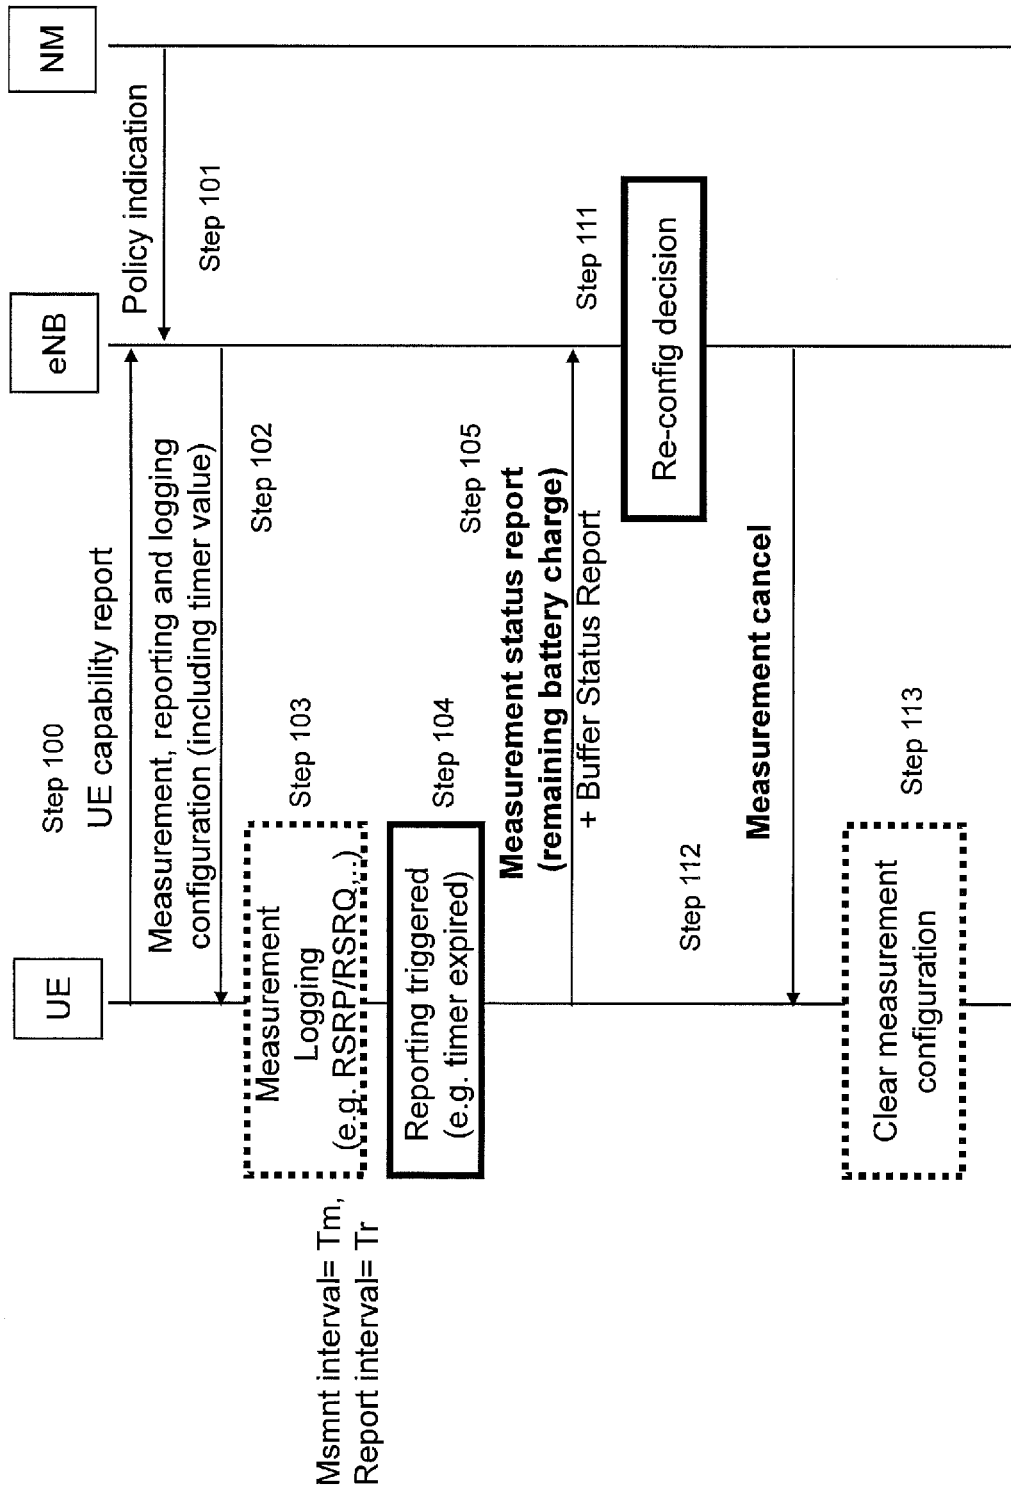 UE
eNB
NM
Step 100
UE capability report
Policy indication
Step 101
Measurement, reporting and logging
configuration (including timer value)
Step 102
Measurement
Logging
(e.g. RSRP/RSRQ,..)
Step 103
Msmnt interval= Tm,
Report interval= Tr
Reporting triggered
(e.g. timer expired)
Step 104
Step 105
Measurement status report
(remaining battery charge)
+ Buffer Status Report
Step 111
Re-config decision
Step 112
Measurement cancel
Clear measurement
configuration
Step 113